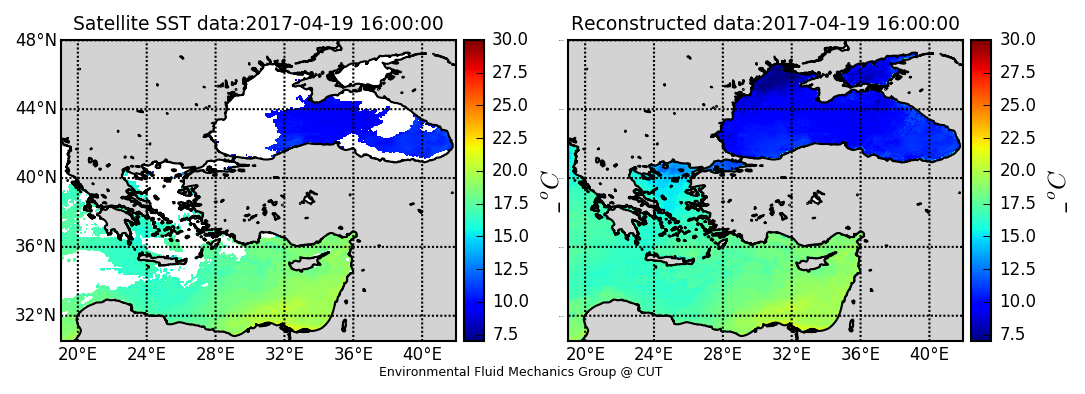 Satellite SST data:2017-04-19 16:00:00
48°N
44°N
40°N
36°N
32°N
20°E 24°E 28°E 32°E 36°E 40°E
30.0
27.5
25.0
22.5
20.0
17.5
15.0
12.5
10.0
7.5
_ °C
Reconstructed data:2017-04-19 16:00:00
20°E 24°E 28°E 32°E 36°E 40°E
30.0
27.5
25.0
22.5
20.0
17.5
15.0
12.5
10.0
7.5
_ °C
Environmental Fluid Mechanics Group @ CUT